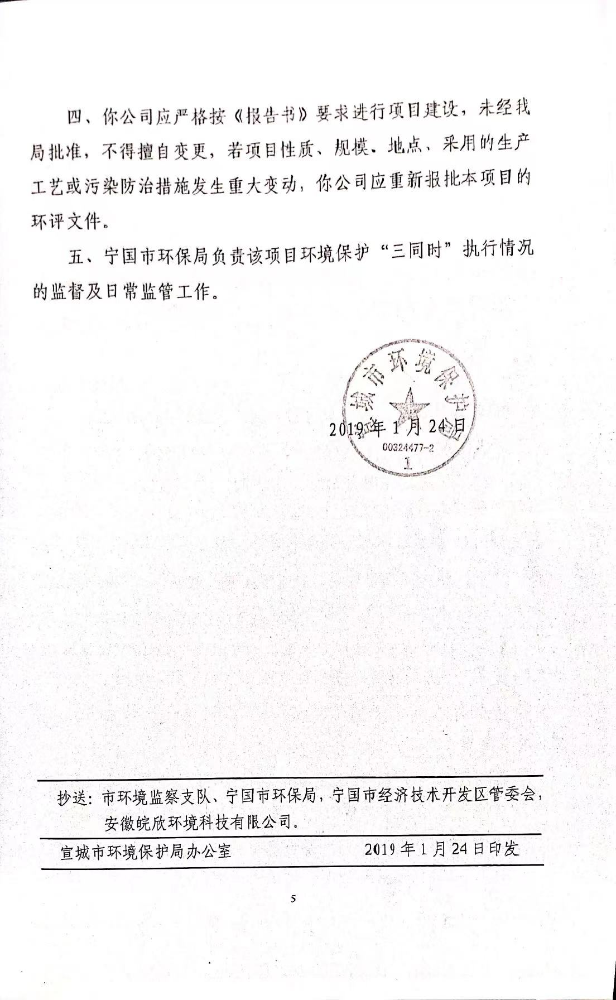 四、你公司应严格按《报告书》要求进行项目建设，未经我
局批准，不得擅自变更，若项目性质、规模、地点、采用的生产
工艺或污染防治措施发生重大变动，你公司应重新报批本项目的
环评文件。
五、宁国市环保局负责该项目环境保护“三同时”执行情况
的监督及日常监管工作。
宣城市环境保护局
2019年1月24日
00324477-2
1
抄送：市环境监察支队、宁国市环保局，宁国市经济技术开发区管委会，
安徽皖欣环境科技有限公司。
宣城市环境保护局办公室 2019年1月24日印发
5